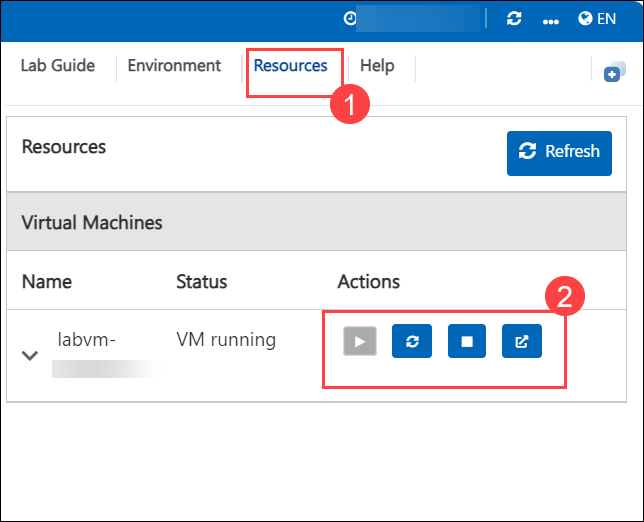 EN
Lab Guide Environment Resources Help
1
Resources Refresh
Virtual Machines
Name Status Actions
2
labvm- VM running